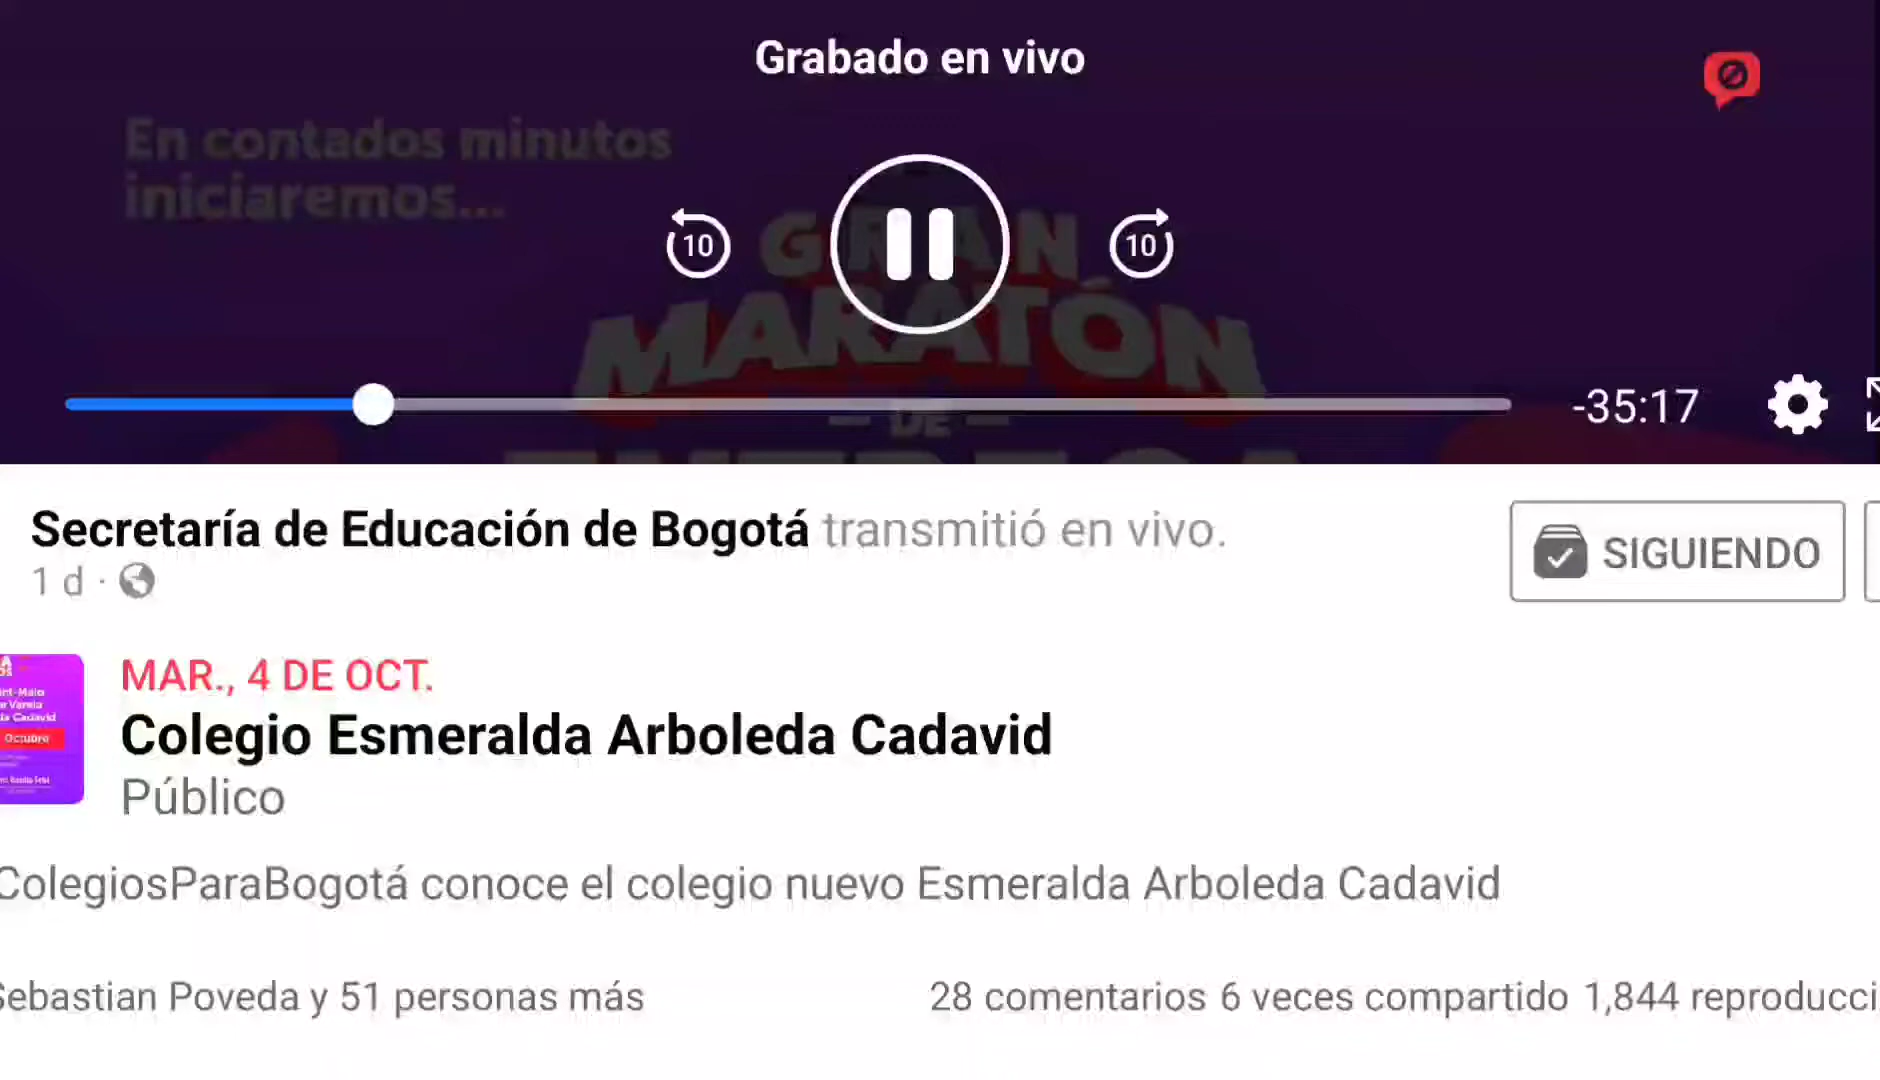 Grabado en vivo
En contados minutos
iniciaremos...
10
10
GRAN
MARATÓN
DE
-35:17
Secretaría de Educación de Bogotá transmitió en vivo.
1 d ·
SIGUIENDO
MAR., 4 DE OCT.
Colegio Esmeralda Arboleda Cadavid
Público
Octubre
ColegiosParaBogotá conoce el colegio nuevo Esmeralda Arboleda Cadavid
Sebastian Poveda y 51 personas más
28 comentarios 6 veces compartido 1,844 reproducci